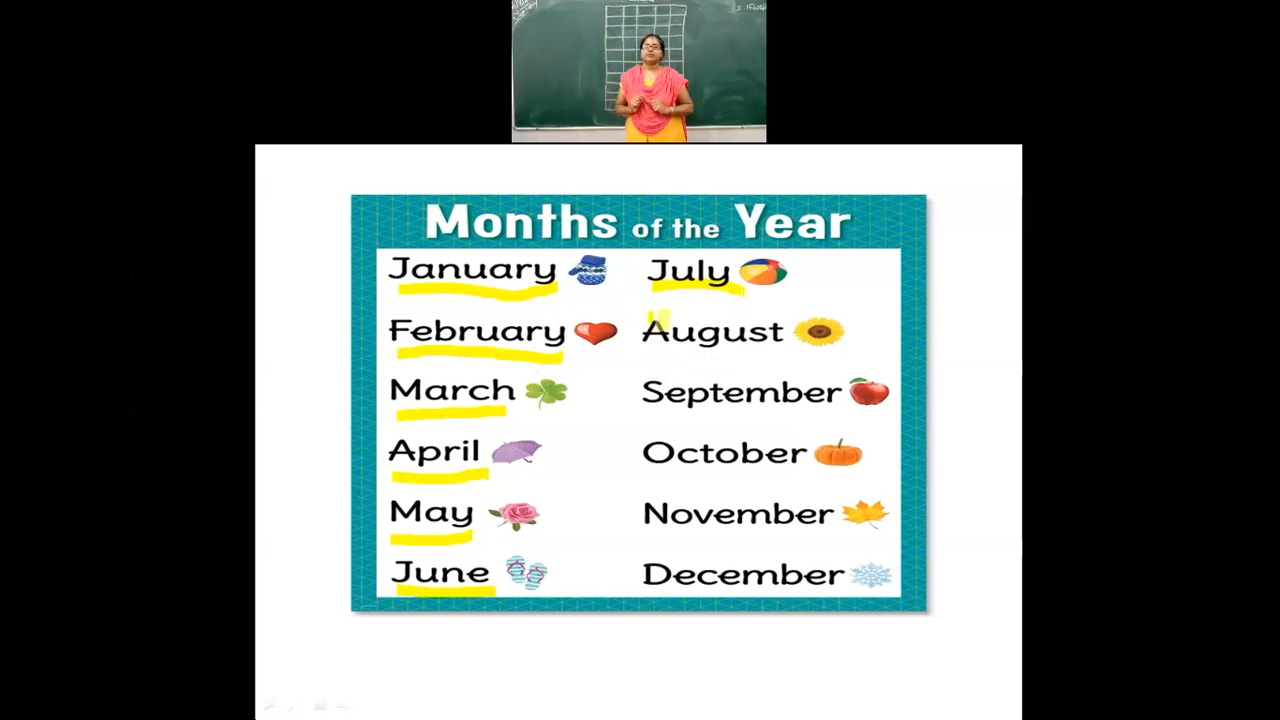 Months of the Year
January
February
March
April
May
June
July
August
September
October
November
December